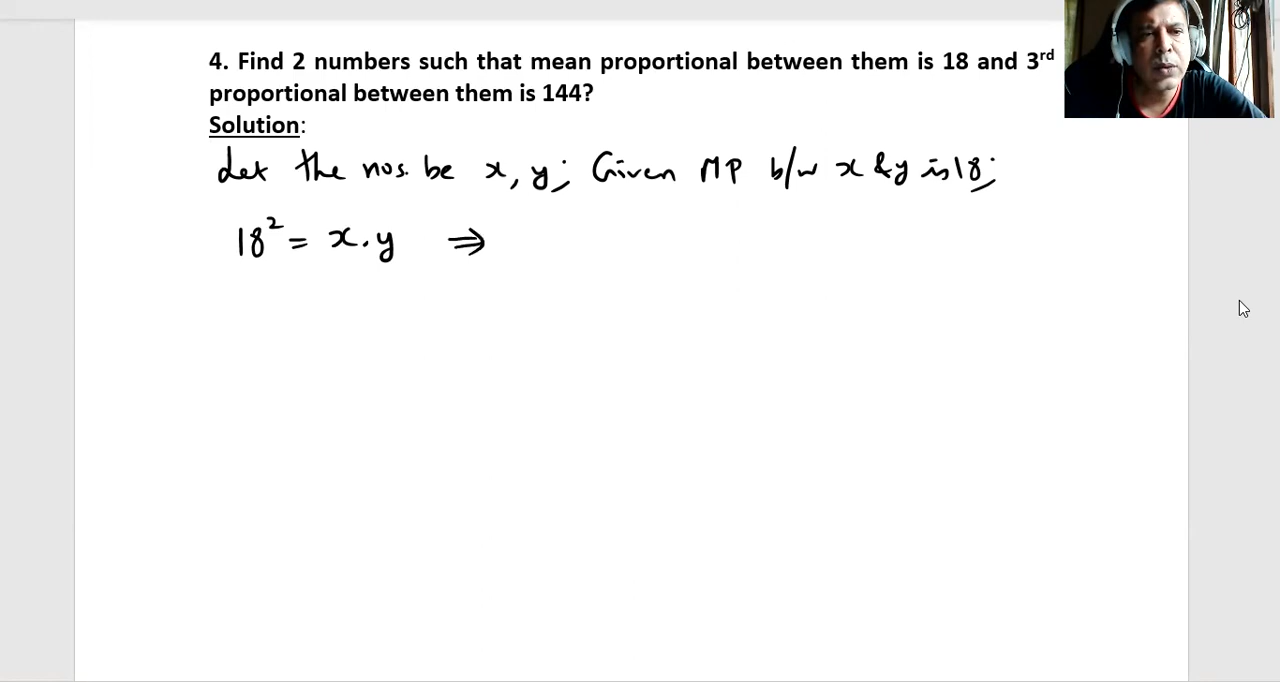 4. Find 2 numbers such that mean proportional between them is 18 and 3rd
proportional between them is 144?
Solution:
Let the nos. be x, y; Given MP b/w x & y is 18;
18² = x.y ⇒